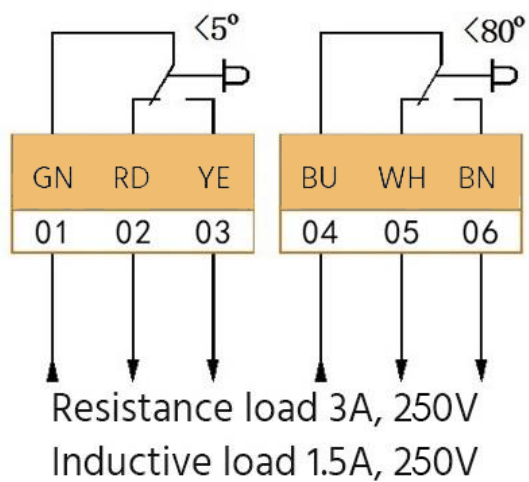 <5° <80°
GN RD YE BU WH BN
01 02 03 04 05 06
Resistance load 3A, 250V
Inductive load 1.5A, 250V